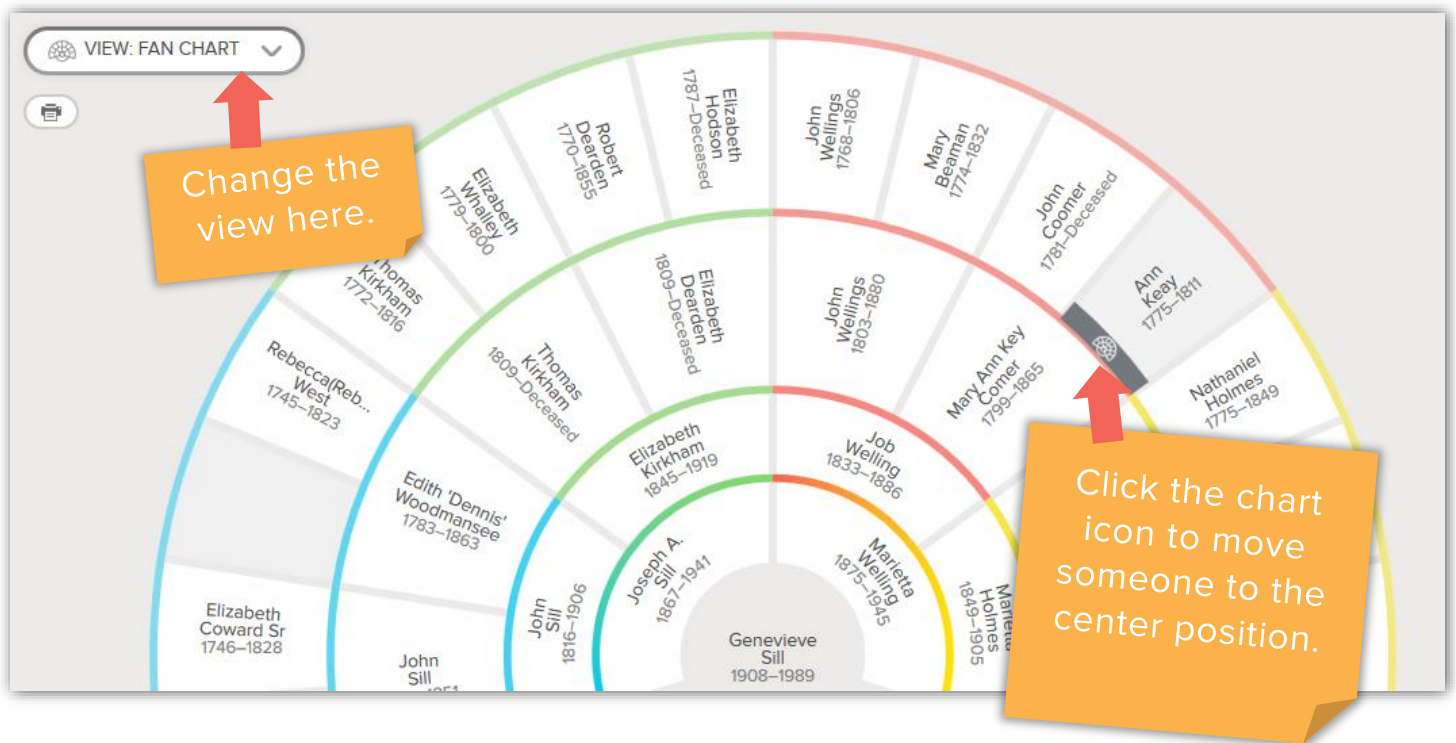 VIEW: FAN CHART
Change the
view here.
Thomas
Kirkham
1772–1816
Elizabeth
Whalley
1779–1800
Robert
Dearden
1770–1855
Elizabeth
Hodson
1787–Deceased
John
Wellings
1768–1806
Mary
Beaman
1774–1832
John
Coomer
1781–Deceased
Ann
Keay
1775–1811
Nathaniel
Holmes
1775–1849
Rebecca(Reb...
West
1745–1823
Elizabeth
Coward Sr
1746–1828
Thomas
Kirkham
1809–Deceased
Elizabeth
Dearden
1809–Deceased
John
Wellings
1803–1880
Mary Ann Key
Comer
1799–1865
Edith 'Dennis'
Woodmansee
1783–1863
John
Sill
Elizabeth
Kirkham
1845–1919
Job
Welling
1833–1886
John
Sill
1816–1906
Joseph A.
Sill
1867–1941
Marietta
Welling
1875–1945
Marietta
Holmes
1849–1905
Genevieve
Sill
1908–1989
Click the chart
icon to move
someone to the
center position.